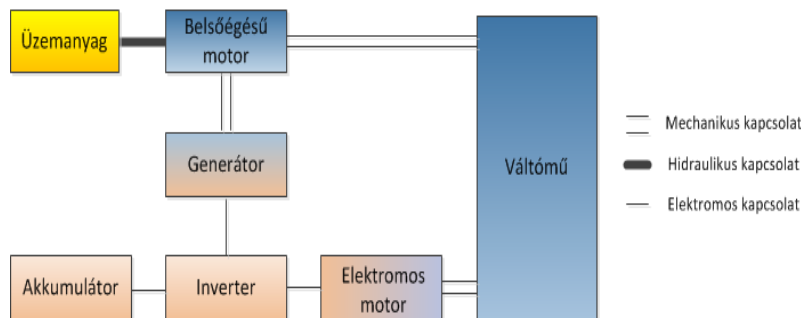 Üzemanyag
Belsőégésű
motor
Generátor
Váltómű
Akkumulátor
Inverter
Elektromos
motor
Mechanikus kapcsolat
Hidraulikus kapcsolat
Elektromos kapcsolat